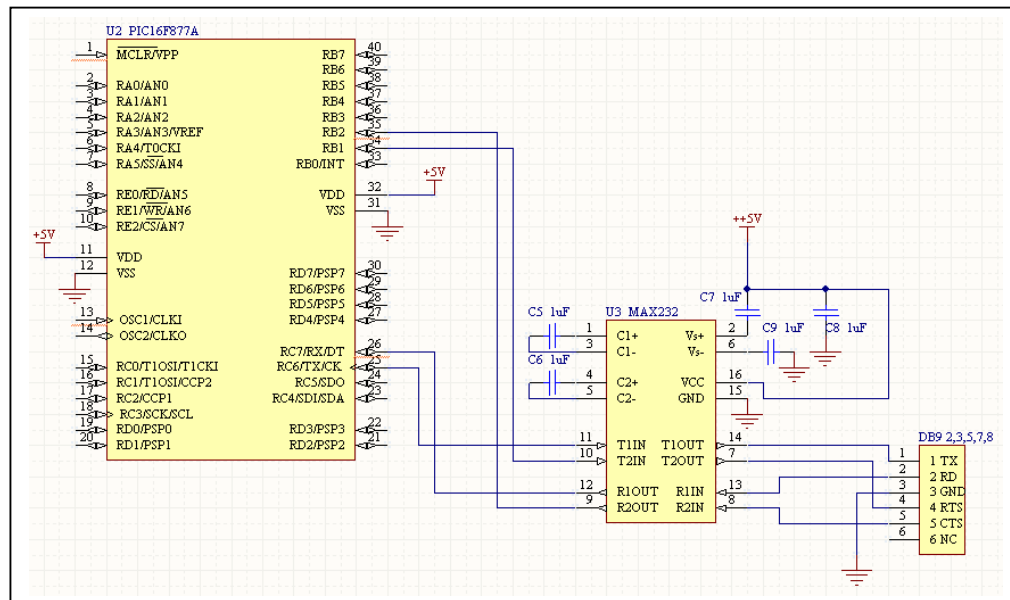 U2 PIC16F877A
1 MCLR/VPP
2 RA0/AN0
3 RA1/AN1
4 RA2/AN2
5 RA3/AN3/VREF
6 RA4/T0CKI
7 RA5/SS/AN4
8 RE0/RD/AN5
9 RE1/WR/AN6
10 RE2/CS/AN7
+5V
11 VDD
12 VSS
13 OSC1/CLKI
14 OSC2/CLKO
15 RC0/T1OSI/T1CKI
16 RC1/T1OSI/CCP2
17 RC2/CCP1
18 RC3/SCK/SCL
19 RD0/PSP0
20 RD1/PSP1
RB7 40
RB6 39
RB5 38
RB4 37
RB3 36
RB2 35
RB1 34
RB0/INT 33
VDD 32
VSS 31
+5V
RD7/PSP7 30
RD6/PSP6 29
RD5/PSP5 28
RD4/PSP4 27
RC7/RX/DT 26
RC6/TX/CK 25
RC5/SDO 24
RC4/SDI/SDA 23
RD3/PSP3 22
RD2/PSP2 21
++5V
C7 1uF
C5 1uF
U3 MAX232
C9 1uF
C8 1uF
C6 1uF
1 C1+
3 C1-
4 C2+
5 C2-
11 T1IN
10 T2IN
12 R1OUT
9 R2OUT
Vs+ 2
Vs- 6
VCC 16
GND 15
T1OUT 14
T2OUT 7
R1IN 13
R2IN 8
DB9 2,3,5,7,8
1 1 TX
2 2 RD
3 3 GND
4 4 RTS
5 5 CTS
6 6 NC